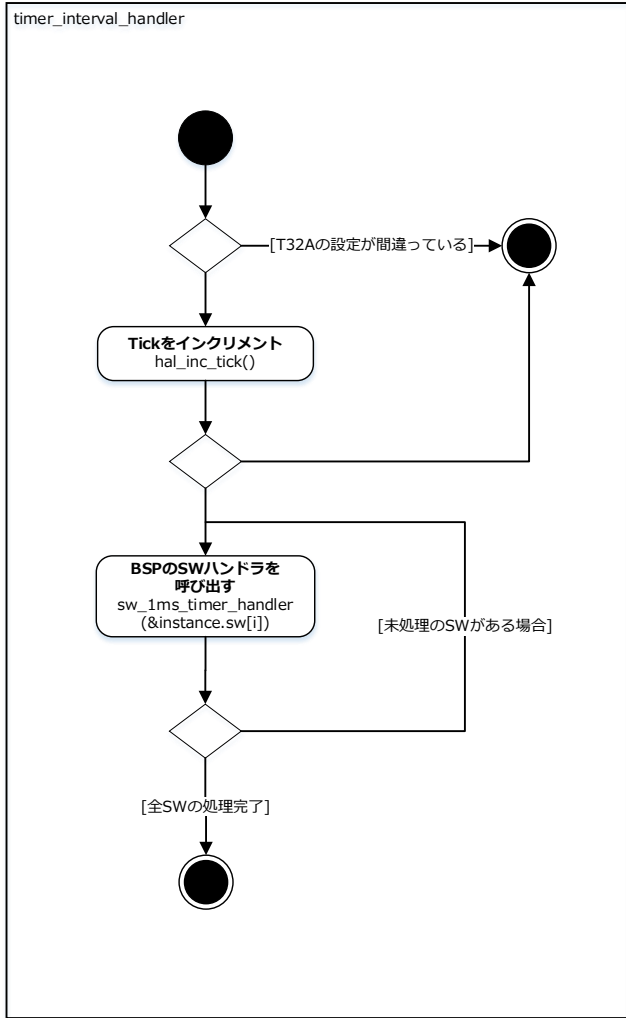 timer_interval_handler
[T32Aの設定が間違っている]
Tickをインクリメント
hal_inc_tick()
BSPのSWハンドラを
呼び出す
sw_1ms_timer_handler
(&instance.sw[i])
[未処理のSWがある場合]
[全SWの処理完了]